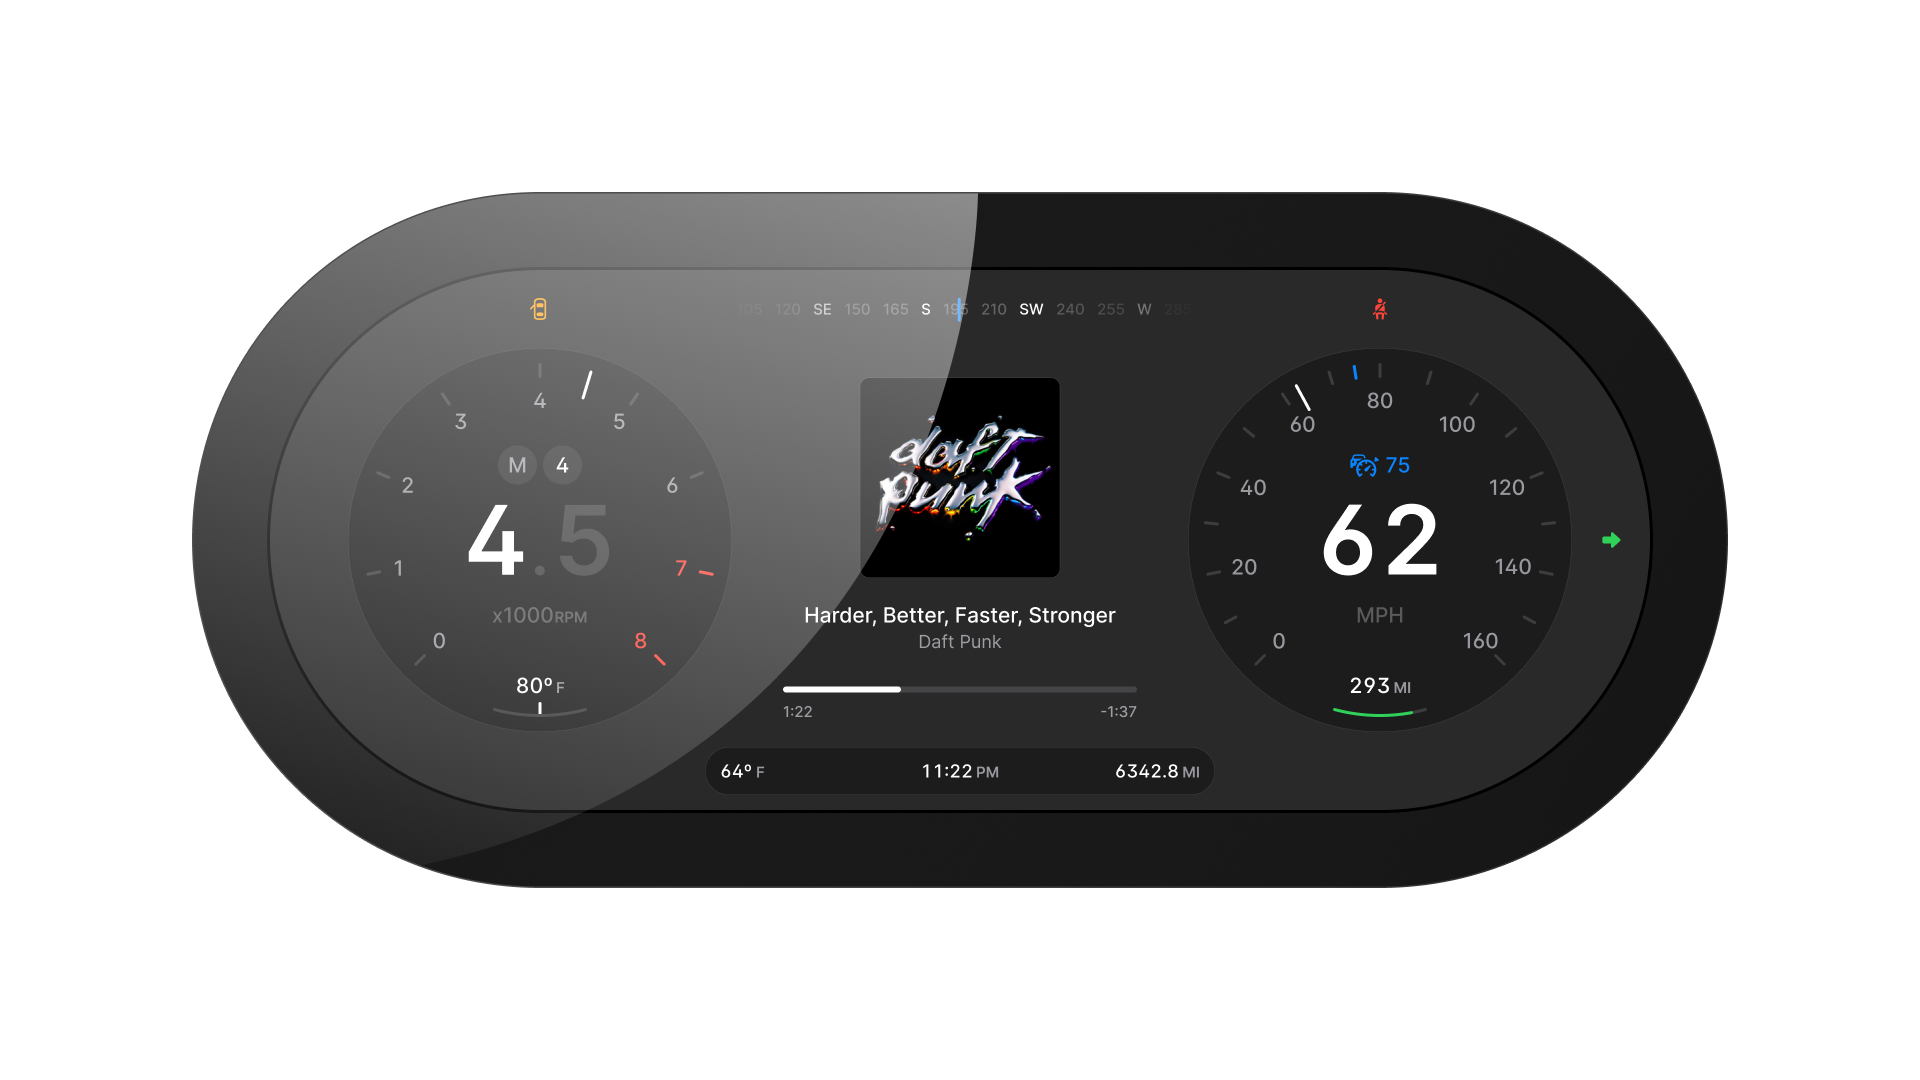 105 120 SE 150 165 S 195 210 SW 240 255 W 285
4
3
5
M 4
2
6
4.5
1
7
x1000RPM
0
8
80° F
daft
punk
Harder, Better, Faster, Stronger
Daft Punk
1:22
-1:37
64° F
11:22 PM
6342.8 MI
80
60
100
75
40
120
62
20
140
MPH
0
160
293 MI